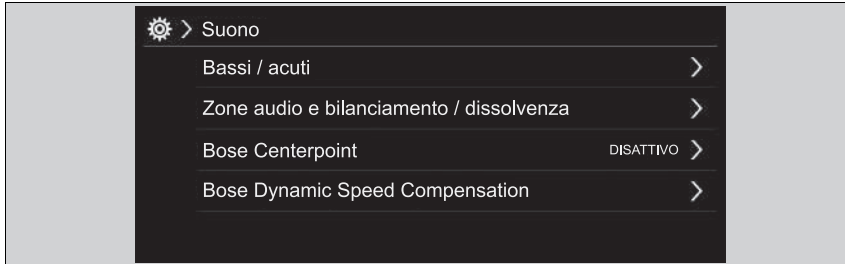 Suono
Bassi / acuti
Zone audio e bilanciamento / dissolvenza
Bose Centerpoint DISATTIVO
Bose Dynamic Speed Compensation